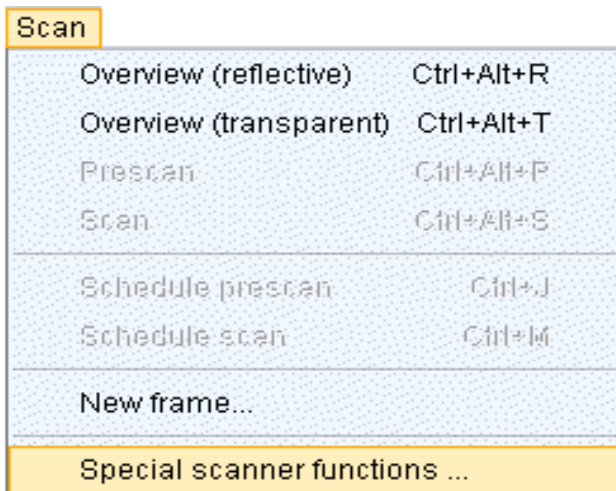 Scan
Overview (reflective) Ctrl+Alt+R
Overview (transparent) Ctrl+Alt+T
Prescan Ctrl+Alt+P
Scan Ctrl+Alt+S
Schedule prescan Ctrl+J
Schedule scan Ctrl+M
New frame...
Special scanner functions ...